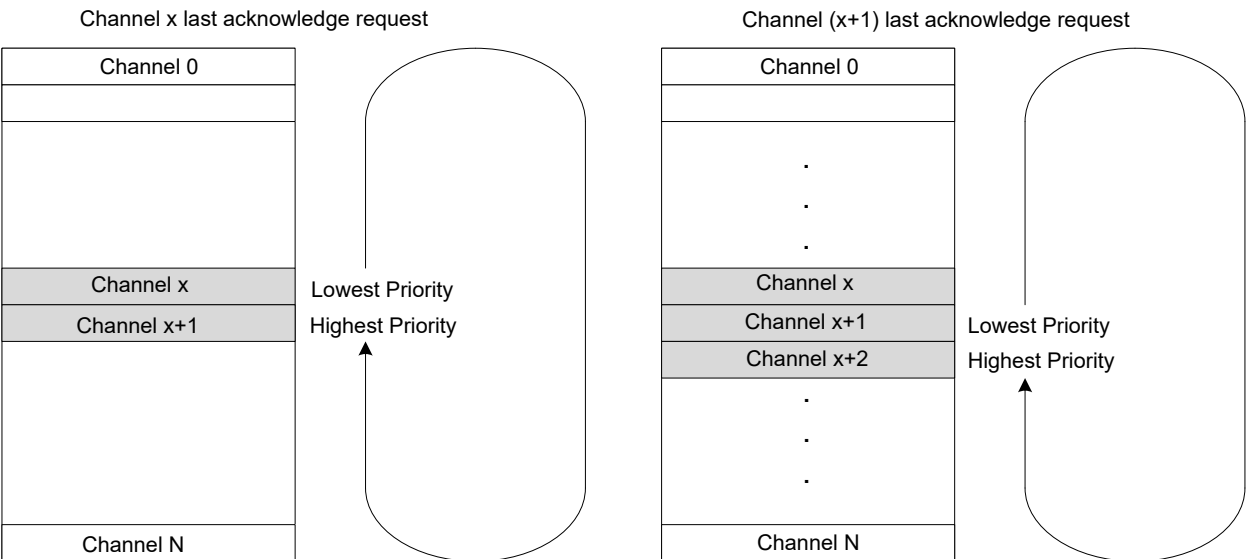 Channel x last acknowledge request
Channel 0
Channel x
Lowest Priority
Channel x+1
Highest Priority
Channel N
Channel (x+1) last acknowledge request
Channel 0
.
.
.
Channel x
Channel x+1
Lowest Priority
Channel x+2
Highest Priority
.
.
.
Channel N